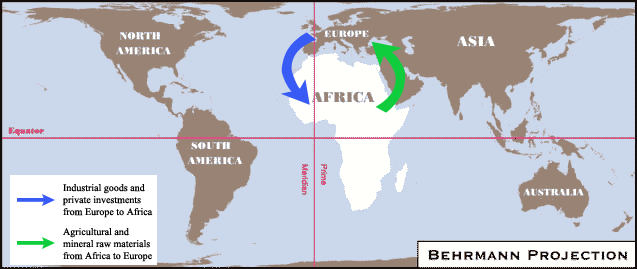 NORTH
AMERICA
EUROPE
ASIA
AFRICA
Equator
SOUTH
AMERICA
Prime
Meridian
AUSTRALIA
Industrial goods and
private investments
from Europe to Africa
Agricultural and
mineral raw materials
from Africa to Europe
BEHRMANN PROJECTION